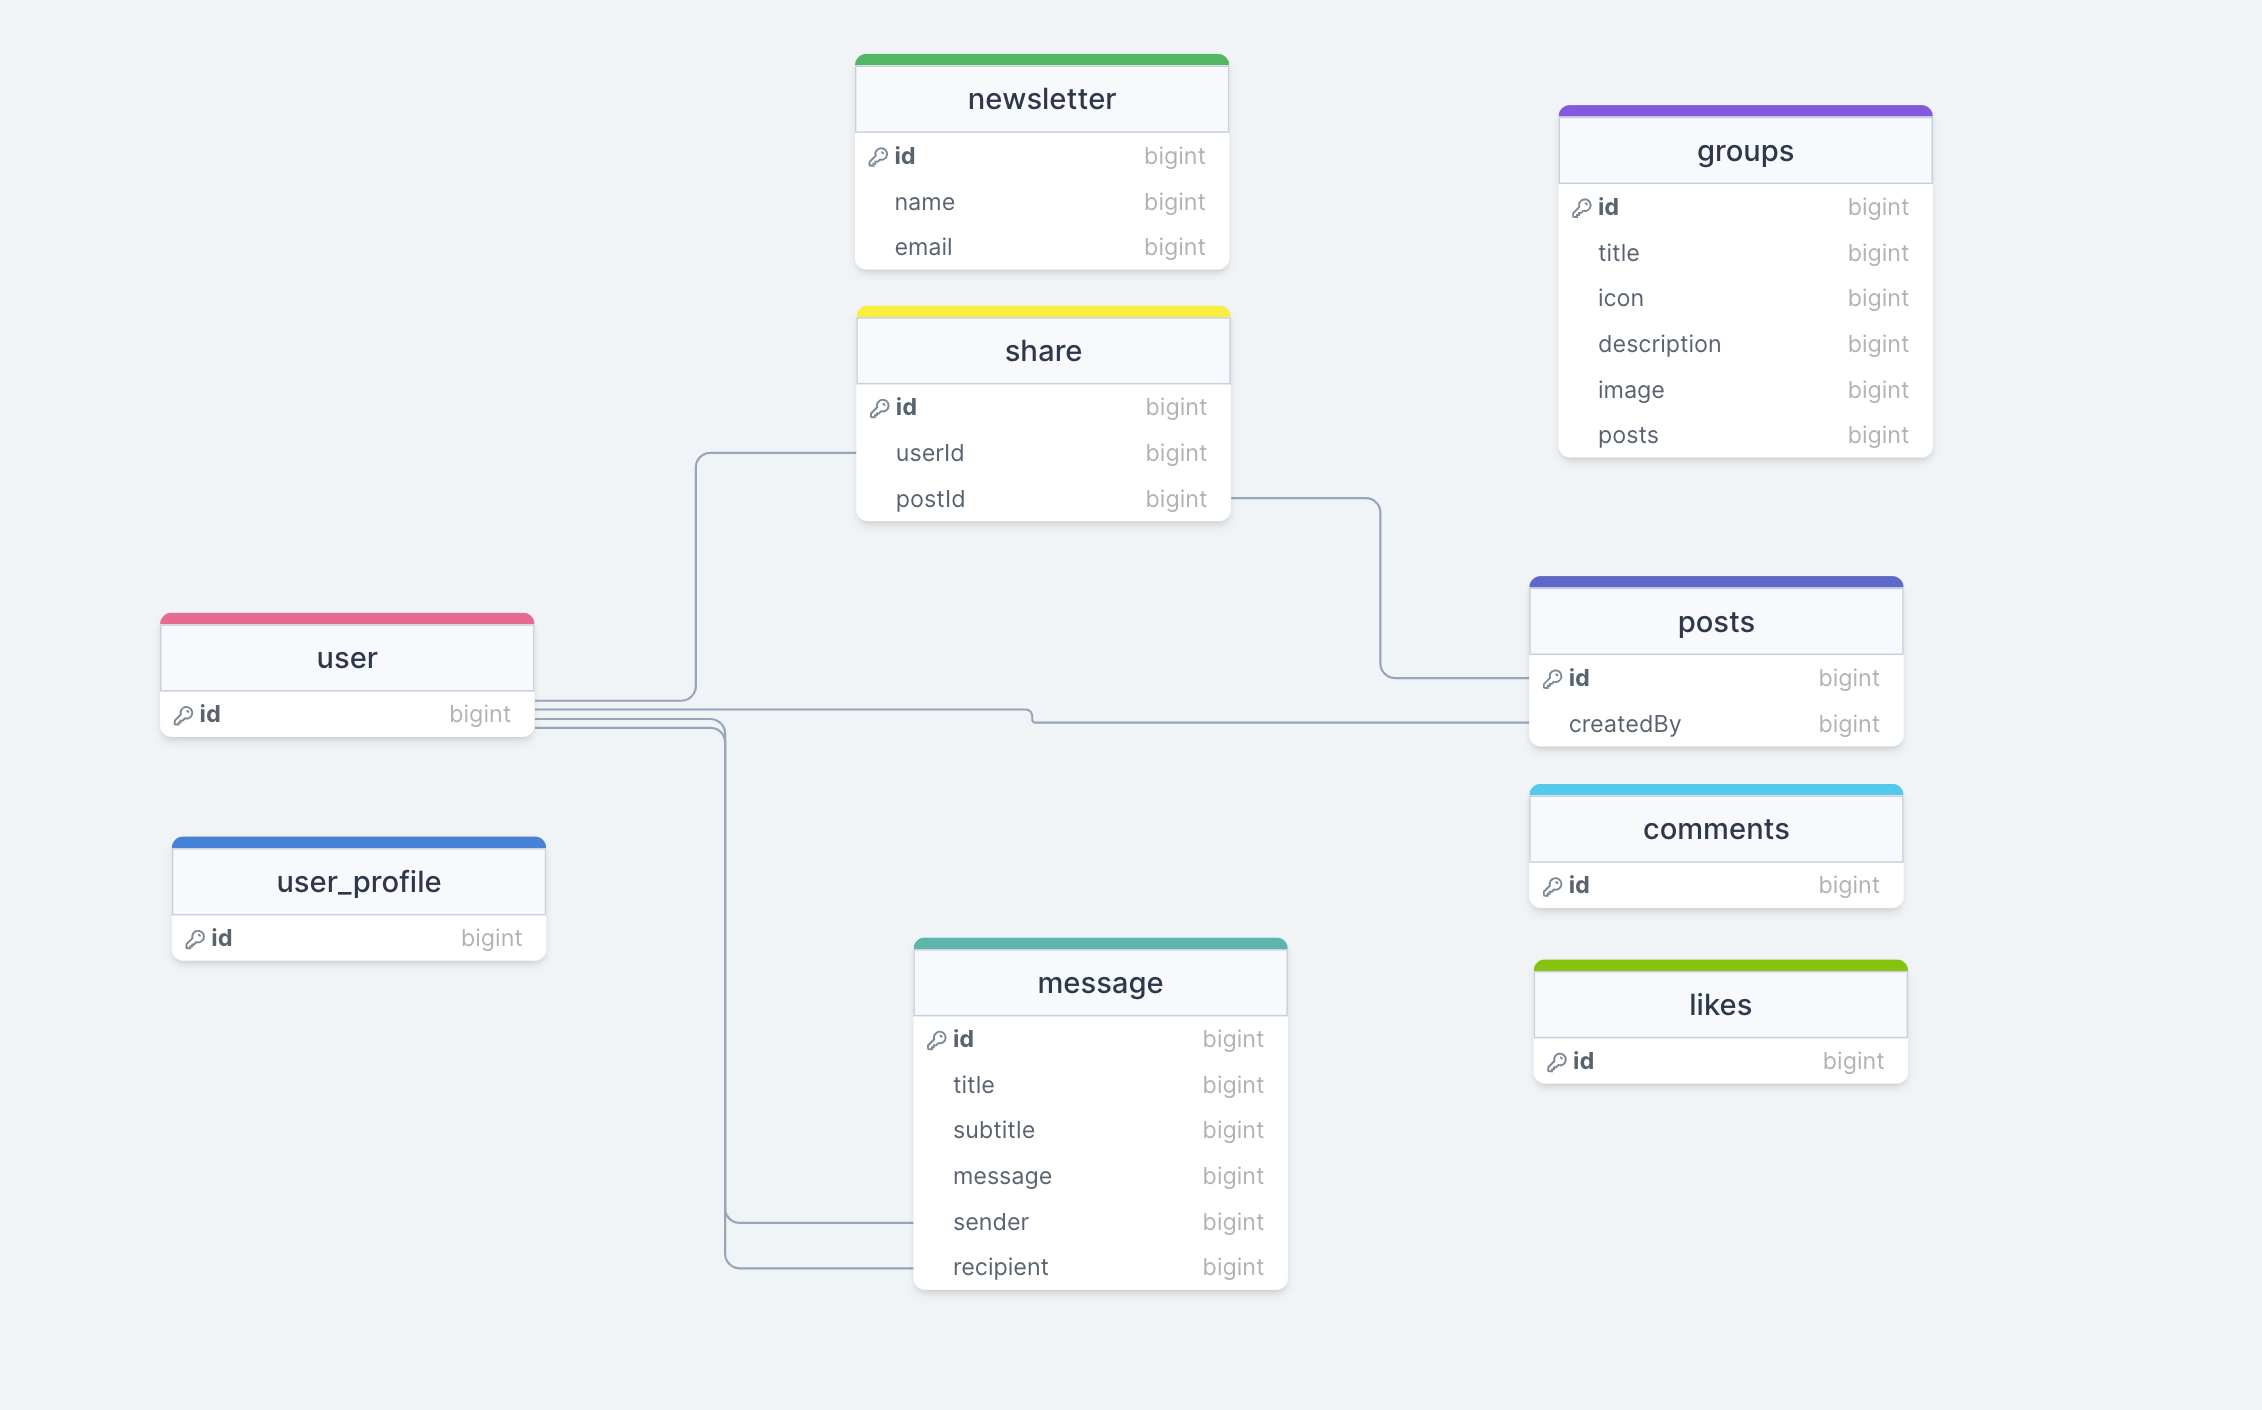 newsletter
id bigint
name bigint
email bigint
groups
id bigint
title bigint
icon bigint
description bigint
image bigint
posts bigint
share
id bigint
userId bigint
postId bigint
user
id bigint
posts
id bigint
createdBy bigint
user_profile
id bigint
comments
id bigint
message
id bigint
title bigint
subtitle bigint
message bigint
sender bigint
recipient bigint
likes
id bigint